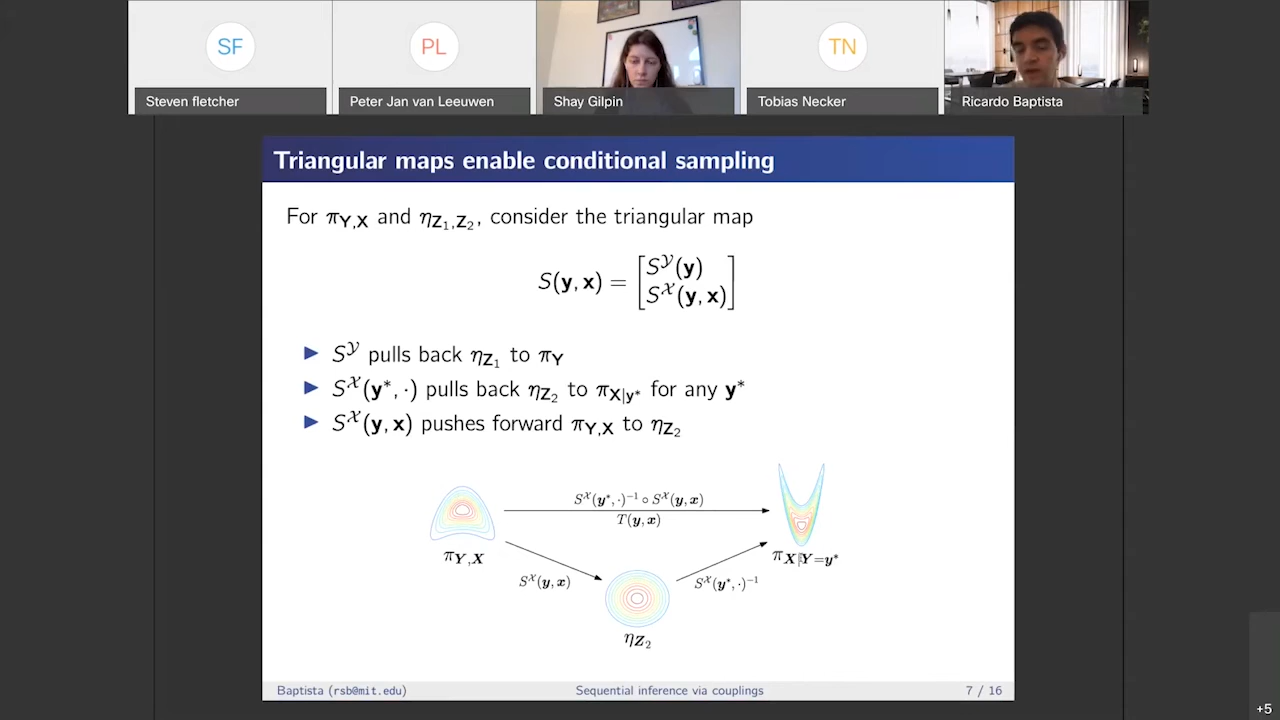 SF
PL
TN
Steven fletcher
Peter Jan van Leeuwen
Shay Gilpin
Tobias Necker
Ricardo Baptista
Triangular maps enable conditional sampling
For π_{Y,X} and η_{Z₁,Z₂}, consider the triangular map
S(y, x) = [S^𝒴(y)
S^𝒳(y, x)]
▶ S^𝒴 pulls back η_{Z₁} to π_Y
▶ S^𝒳(y*, ·) pulls back η_{Z₂} to π_{X|y*} for any y*
▶ S^𝒳(y, x) pushes forward π_{Y,X} to η_{Z₂}
S^𝒳(y*, ·)⁻¹ ∘ S^𝒳(y, x)
T(y, x)
π_{Y,X}
π_{X|Y=y*}
S^𝒳(y, x)
S^𝒳(y*, ·)⁻¹
η_{Z₂}
Baptista (rsb@mit.edu)
Sequential inference via couplings
7 / 16
+5